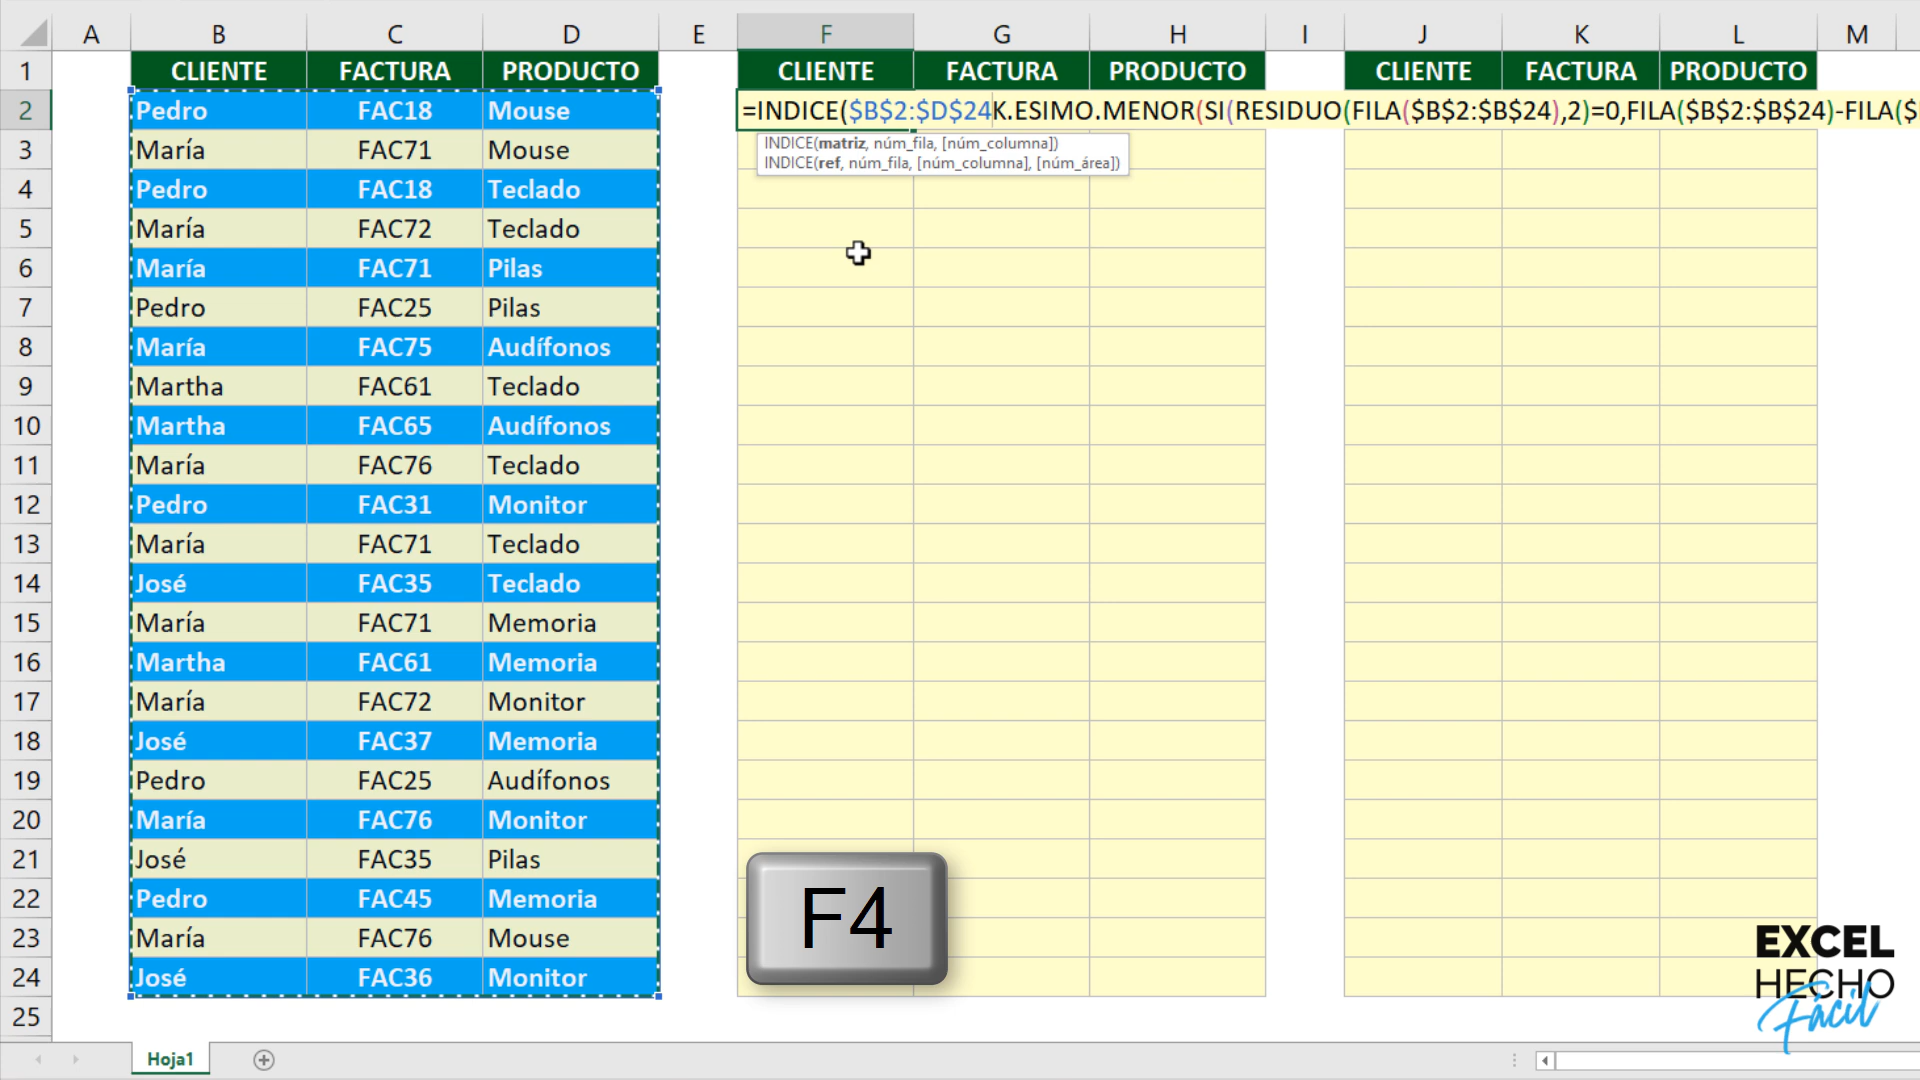 A B C D E F G H I J K L M
1 CLIENTE FACTURA PRODUCTO CLIENTE FACTURA PRODUCTO CLIENTE FACTURA PRODUCTO
2 Pedro FAC18 Mouse =INDICE($B$2:$D$24K.ESIMO.MENOR(SI(RESIDUO(FILA($B$2:$B$24),2)=0,FILA($B$2:$B$24)-FILA($
INDICE(matriz, núm_fila, [núm_columna])
INDICE(ref, núm_fila, [núm_columna], [núm_área])
3 María FAC71 Mouse
4 Pedro FAC18 Teclado
5 María FAC72 Teclado
6 María FAC71 Pilas
7 Pedro FAC25 Pilas
8 María FAC75 Audífonos
9 Martha FAC61 Teclado
10 Martha FAC65 Audífonos
11 María FAC76 Teclado
12 Pedro FAC31 Monitor
13 María FAC71 Teclado
14 José FAC35 Teclado
15 María FAC71 Memoria
16 Martha FAC61 Memoria
17 María FAC72 Monitor
18 José FAC37 Memoria
19 Pedro FAC25 Audífonos
20 María FAC76 Monitor
21 José FAC35 Pilas
22 Pedro FAC45 Memoria
23 María FAC76 Mouse
24 José FAC36 Monitor
25
F4
EXCEL
HECHO
Fácil
Hoja1